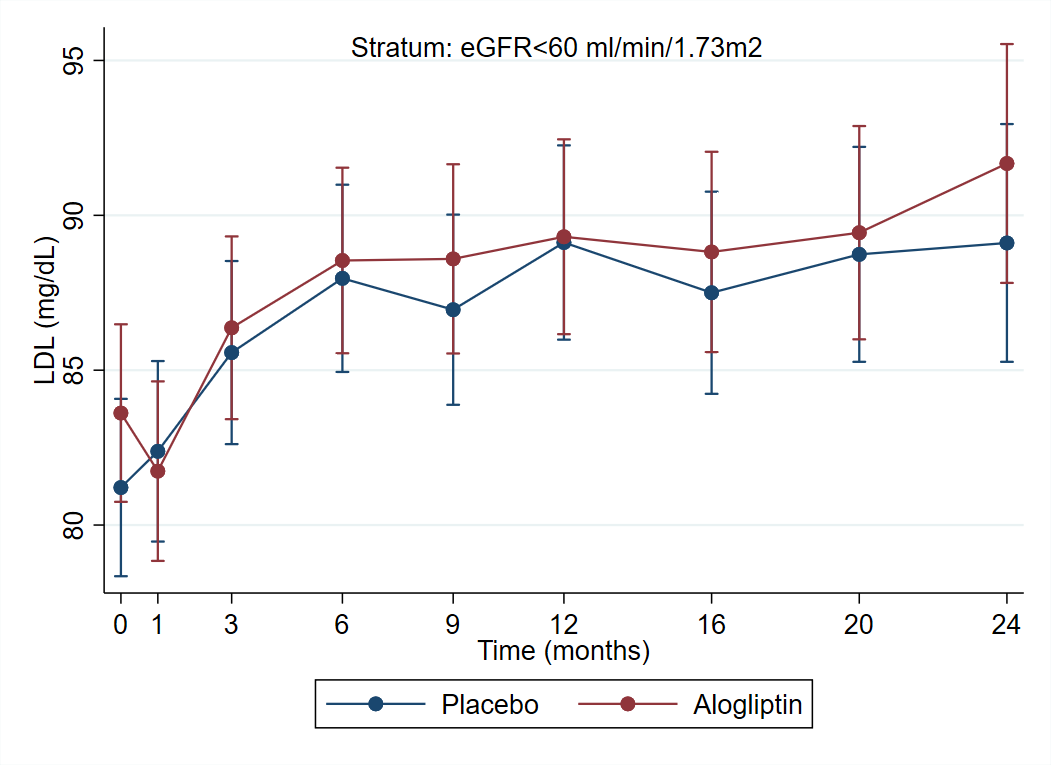 Stratum: eGFR<60 ml/min/1.73m2
95
90
85
80
LDL (mg/dL)
0 1 3 6 9 12 16 20 24
Time (months)
Placebo Alogliptin